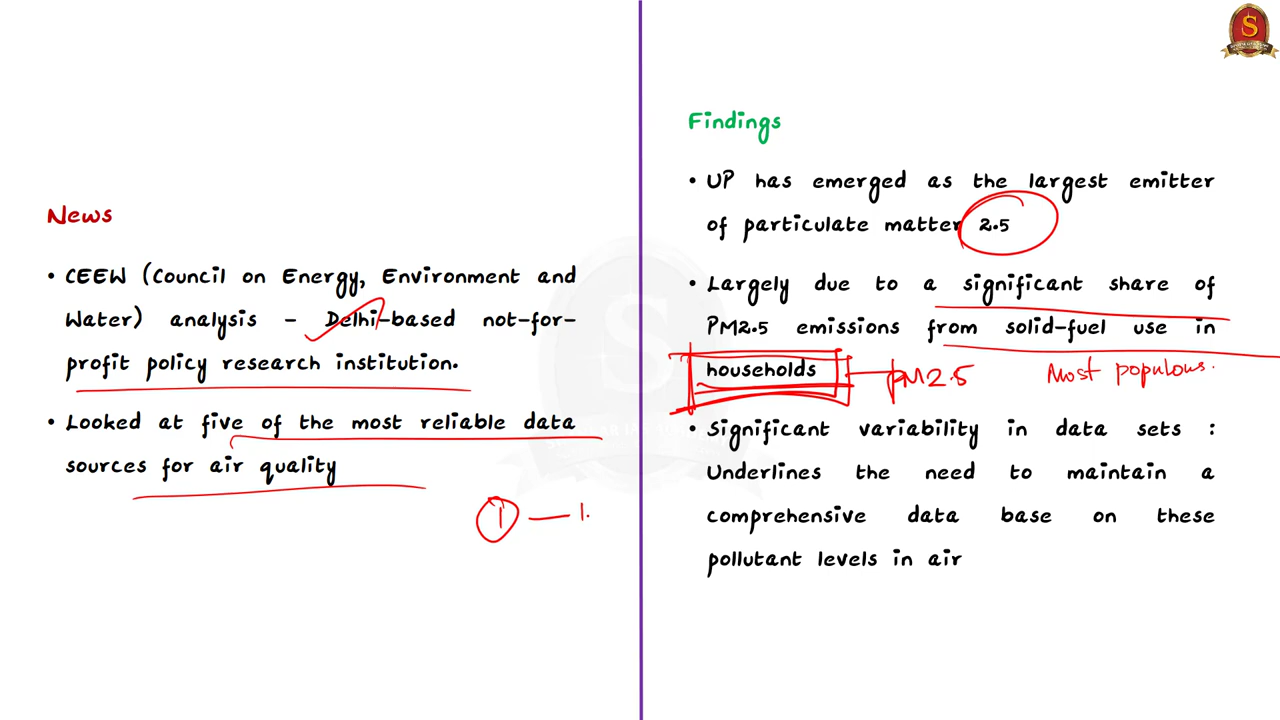 News
• CEEW (Council on Energy, Environment and
Water) analysis - Delhi-based not-for-
profit policy research institution.
• Looked at five of the most reliable data
sources for air quality
1 — 1.
Findings
• UP has emerged as the largest emitter
of particulate matter 2.5
• Largely due to a significant share of
PM2.5 emissions from solid-fuel use in
households
PM2.5
Most populous.
• Significant variability in data sets :
Underlines the need to maintain a
comprehensive data base on these
pollutant levels in air
S